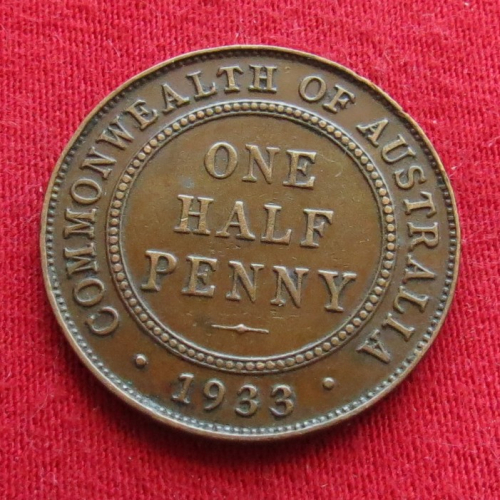 COMMONWEALTH OF AUSTRALIA
ONE
HALF
PENNY
1933